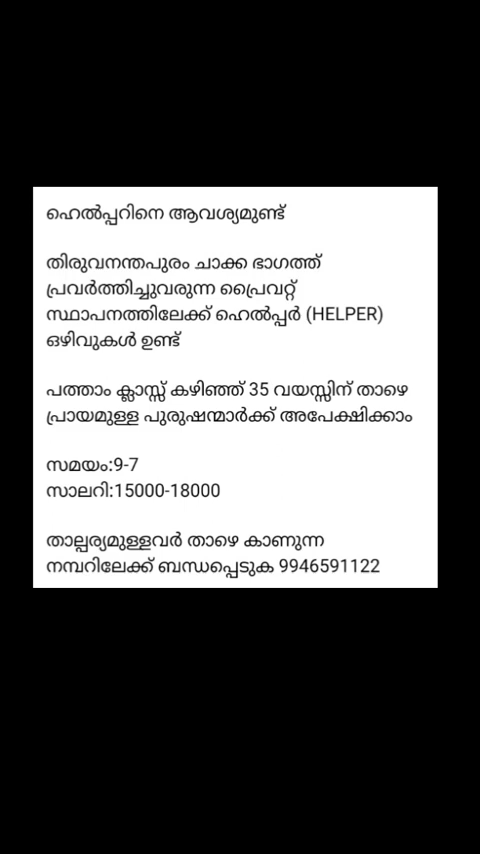 ഹെൽപ്പറിനെ ആവശ്യമുണ്ട്
തിരുവനന്തപുരം ചാക്ക ഭാഗത്ത്
പ്രവർത്തിച്ചുവരുന്ന പ്രൈവറ്റ്
സ്ഥാപനത്തിലേക്ക് ഹെൽപ്പർ (HELPER)
ഒഴിവുകൾ ഉണ്ട്
പത്താം ക്ലാസ്സ് കഴിഞ്ഞ് 35 വയസ്സിന് താഴെ
പ്രായമുള്ള പുരുഷന്മാർക്ക് അപേക്ഷിക്കാം
സമയം:9-7
സാലറി:15000-18000
താല്പര്യമുള്ളവർ താഴെ കാണുന്ന
നമ്പറിലേക്ക് ബന്ധപ്പെടുക 9946591122